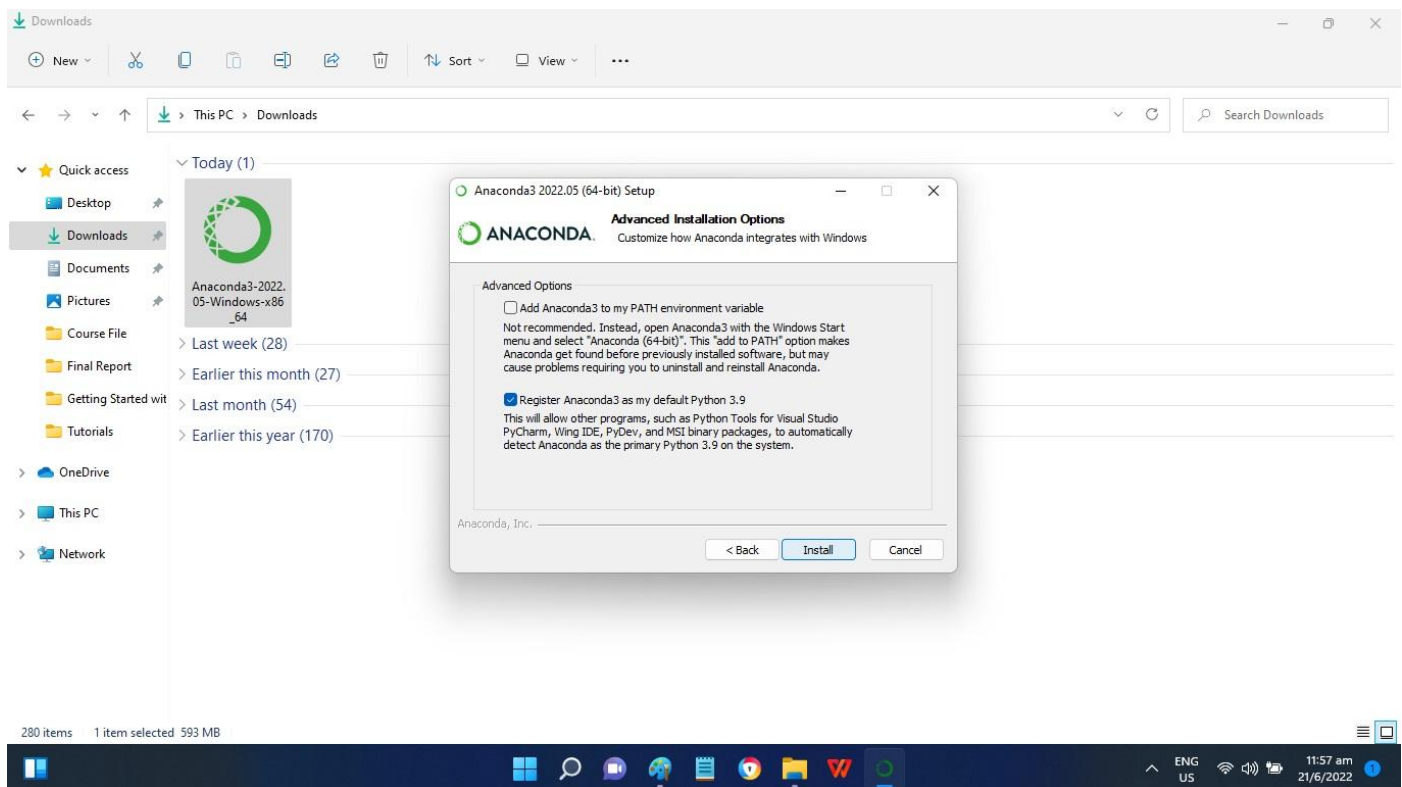 Downloads
New
Sort
View
This PC > Downloads
Search Downloads
Quick access
Desktop
Downloads
Documents
Pictures
Course File
Final Report
Getting Started wit
Tutorials
OneDrive
This PC
Network
Today (1)
Anaconda3-2022.
05-Windows-x86
_64
Last week (28)
Earlier this month (27)
Last month (54)
Earlier this year (170)
Anaconda3 2022.05 (64-bit) Setup
ANACONDA.
Advanced Installation Options
Customize how Anaconda integrates with Windows
Advanced Options
Add Anaconda3 to my PATH environment variable
Not recommended. Instead, open Anaconda3 with the Windows Start
menu and select "Anaconda (64-bit)". This "add to PATH" option makes
Anaconda get found before previously installed software, but may
cause problems requiring you to uninstall and reinstall Anaconda.
Register Anaconda3 as my default Python 3.9
This will allow other programs, such as Python Tools for Visual Studio
PyCharm, Wing IDE, PyDev, and MSI binary packages, to automatically
detect Anaconda as the primary Python 3.9 on the system.
Anaconda, Inc.
< Back
Install
Cancel
280 items 1 item selected 593 MB
ENG
US
11:57 am
21/6/2022
1